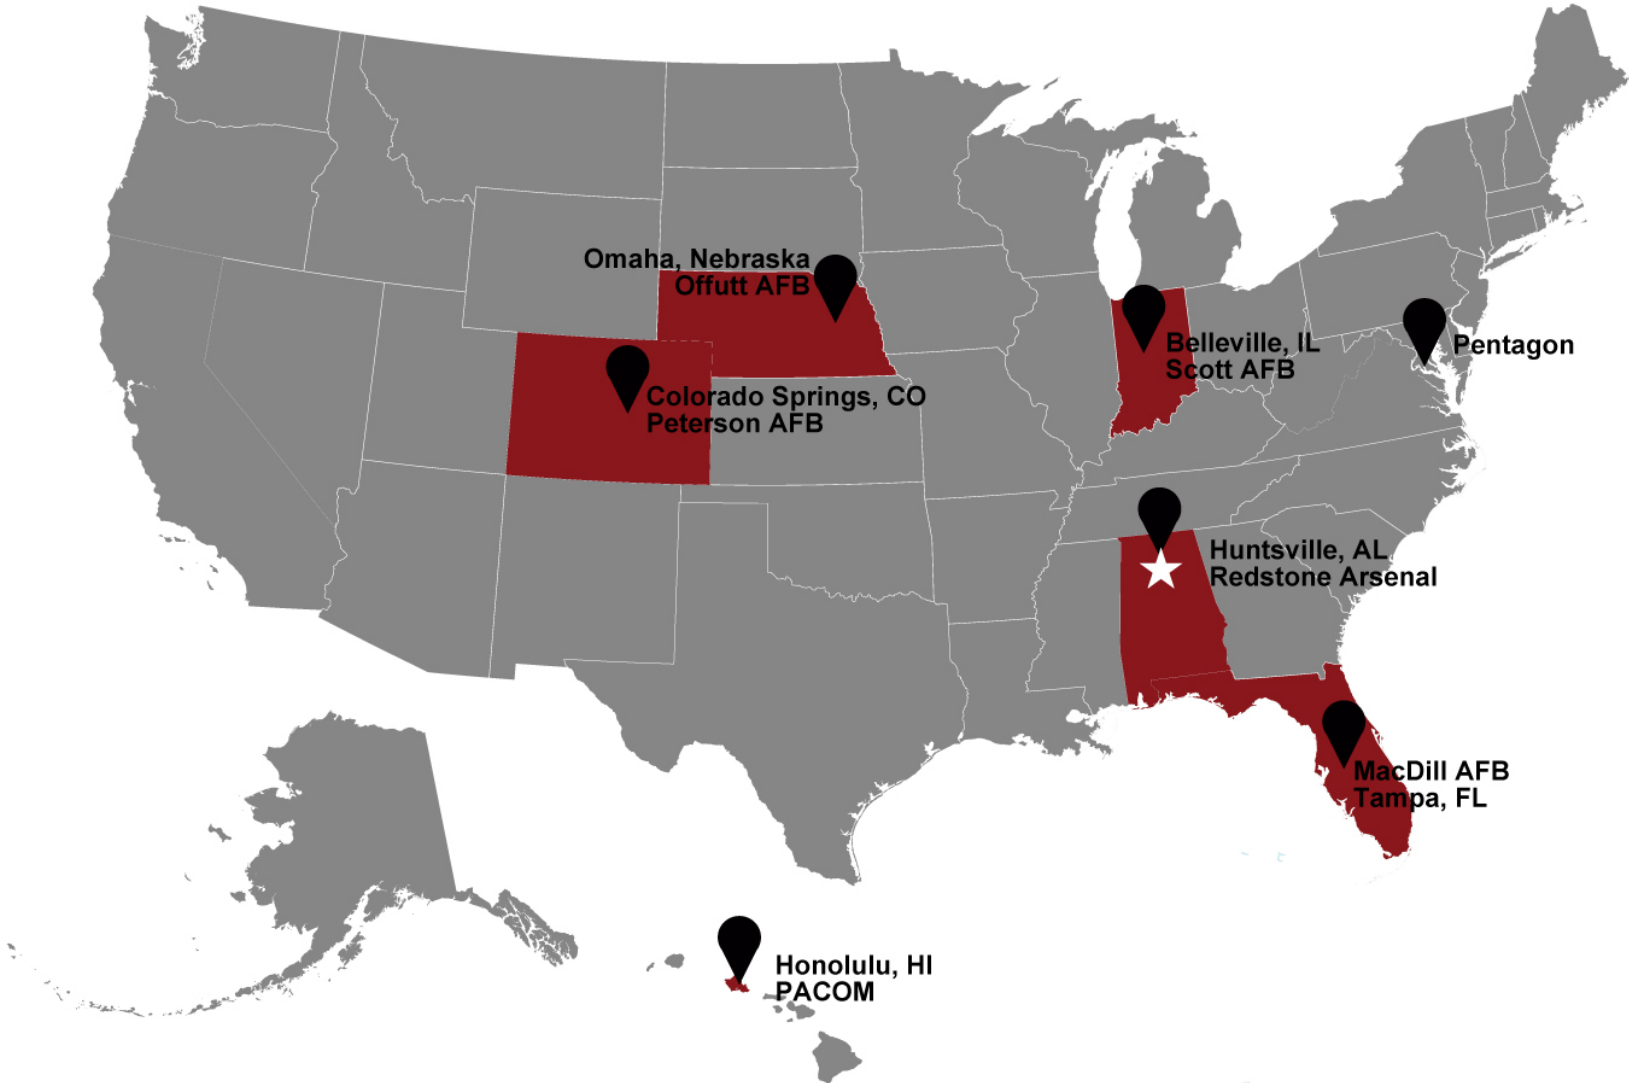 Omaha, Nebraska
Offutt AFB
Belleville, IL
Scott AFB
Pentagon
Colorado Springs, CO
Peterson AFB
Huntsville, AL
Redstone Arsenal
MacDill AFB
Tampa, FL
Honolulu, HI
PACOM